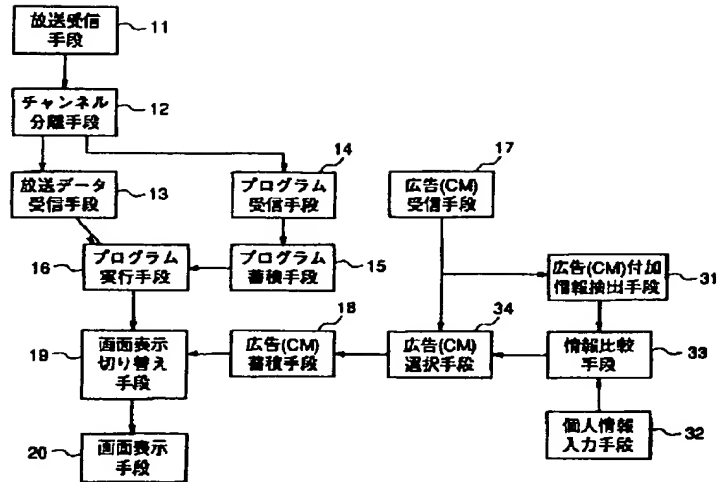 放送受信
手段
11
チャンネル
分離手段
12
放送データ
受信手段
13
プログラム
受信手段
14
広告(CM)
受信手段
17
16
プログラム
実行手段
プログラム
蓄積手段
15
広告(CM)付加
情報抽出手段
31
19
画面表示
切り替え
手段
広告(CM)
蓄積手段
18
広告(CM)
選択手段
34
情報比較
手段
33
20
画面表示
手段
個人情報
入力手段
32